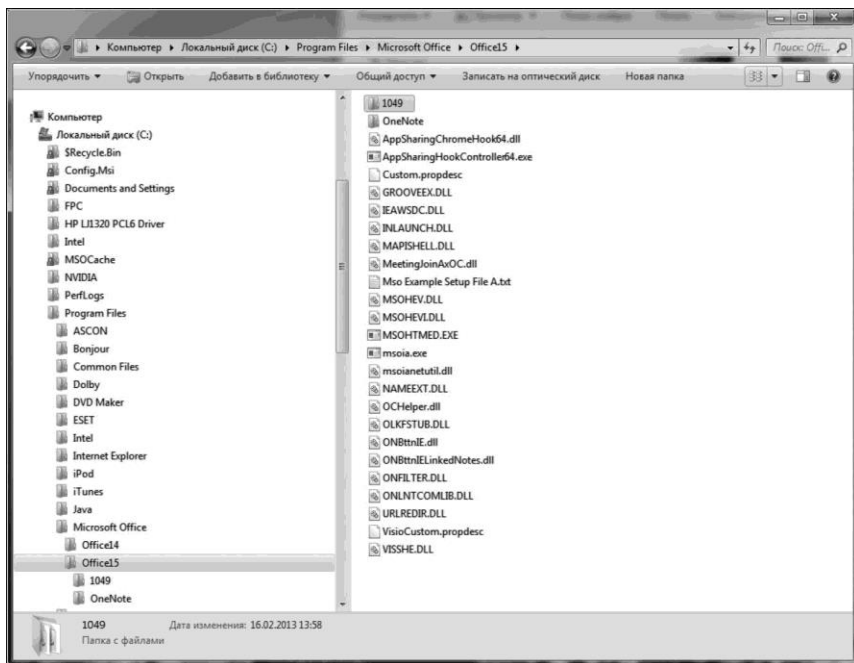 Компьютер ▸ Локальный диск (C:) ▸ Program Files ▸ Microsoft Office ▸ Office15 ▸
Поиск: Offi...
Упорядочить Открыть Добавить в библиотеку Общий доступ Записать на оптический диск Новая папка
Компьютер
Локальный диск (C:)
$Recycle.Bin
Config.Msi
Documents and Settings
FPC
HP LJ1320 PCL6 Driver
Intel
MSOCache
NVIDIA
PerfLogs
Program Files
ASCON
Bonjour
Common Files
Dolby
DVD Maker
ESET
Intel
Internet Explorer
iPod
iTunes
Java
Microsoft Office
Office14
Office15
1049
OneNote
1049
OneNote
AppSharingChromeHook64.dll
AppSharingHookController64.exe
Custom.propdesc
GROOVEEX.DLL
IEAWSDC.DLL
INLAUNCH.DLL
MAPISHELL.DLL
MeetingJoinAxOC.dll
Mso Example Setup File A.txt
MSOHEV.DLL
MSOHEVI.DLL
MSOHTMED.EXE
msoia.exe
msoianetutil.dll
NAMEEXT.DLL
OCHelper.dll
OLKFSTUB.DLL
ONBttnIE.dll
ONBttnIELinkedNotes.dll
ONFILTER.DLL
ONLNTCOMLIB.DLL
URLREDIR.DLL
VisioCustom.propdesc
VISSHE.DLL
1049 Дата изменения: 16.02.2013 13:58
Папка с файлами